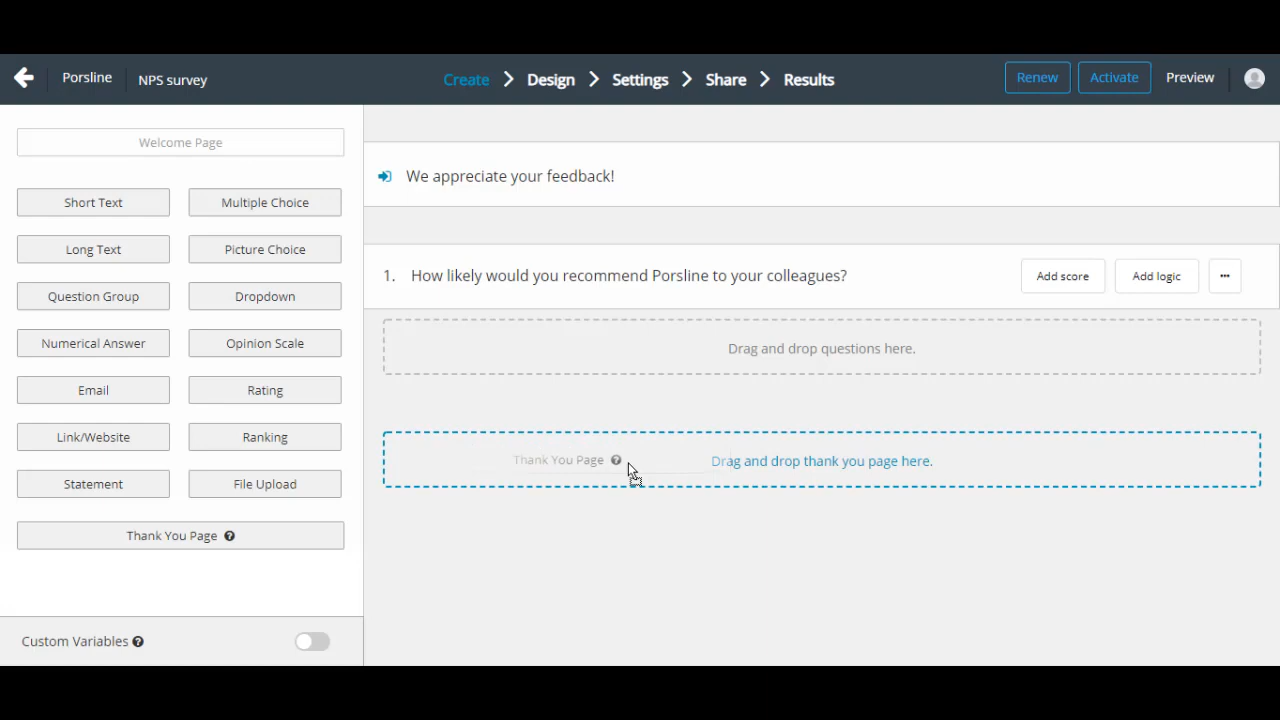 Porsline
NPS survey
Create
Design
Settings
Share
Results
Renew
Activate
Preview
Welcome Page
Short Text
Multiple Choice
Long Text
Picture Choice
Question Group
Dropdown
Numerical Answer
Opinion Scale
Email
Rating
Link/Website
Ranking
Statement
File Upload
Thank You Page ?
Custom Variables ?
We appreciate your feedback!
1. How likely would you recommend Porsline to your colleagues?
Add score
Add logic
...
Drag and drop questions here.
Thank You Page ?
Drag and drop thank you page here.